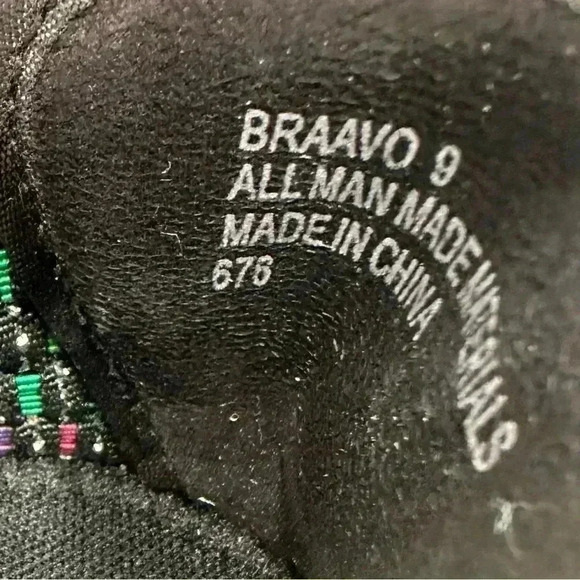 BRAAVO 9
ALL MAN MADE MATERIALS
MADE IN CHINA
676